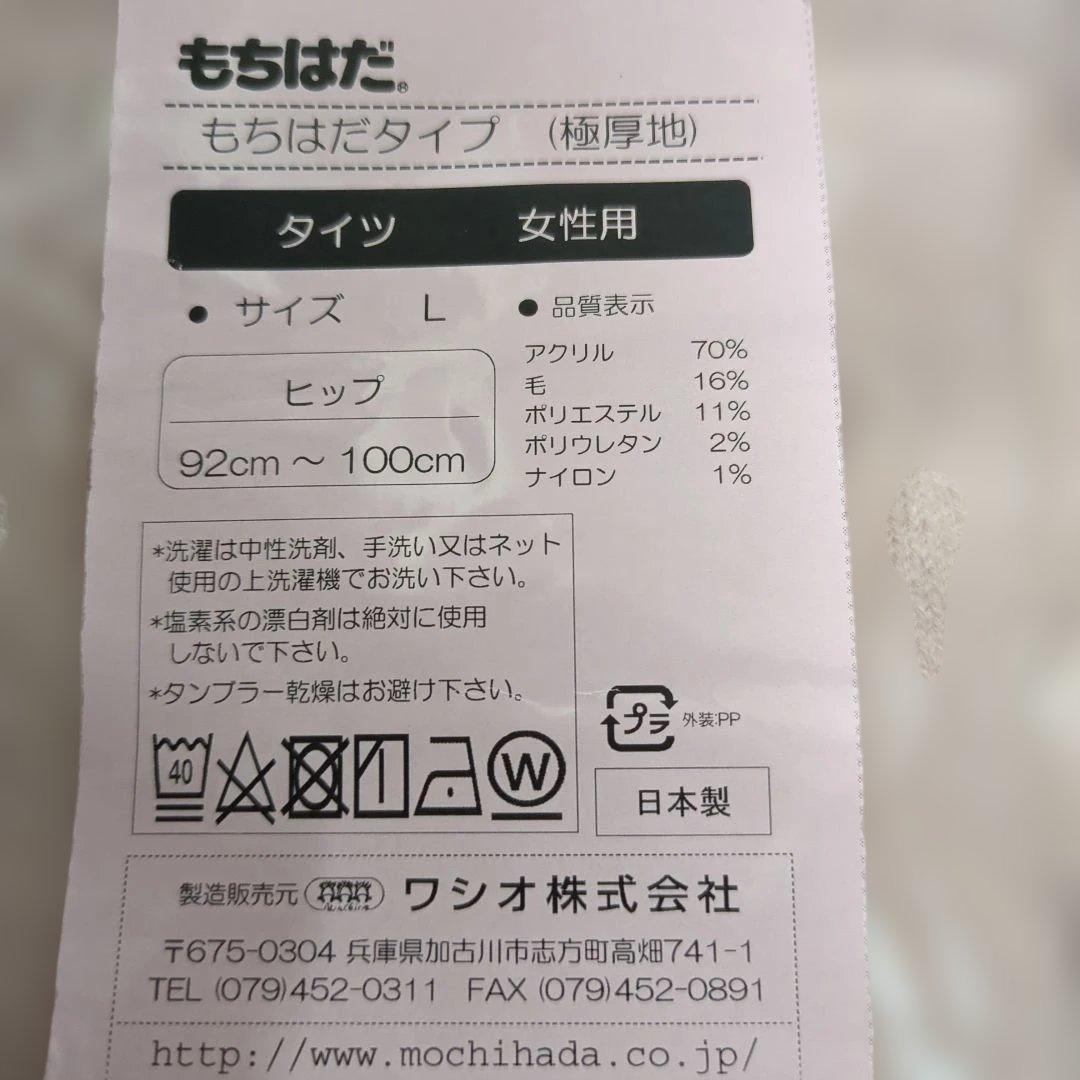 もちはだ®
もちはだタイプ (極厚地)
タイツ 女性用
● サイズ L
ヒップ
92cm ～ 100cm
● 品質表示
アクリル 70%
毛 16%
ポリエステル 11%
ポリウレタン 2%
ナイロン 1%
*洗濯は中性洗剤、手洗い又はネット
使用の上洗濯機でお洗い下さい。
*塩素系の漂白剤は絶対に使用
しないで下さい。
*タンブラー乾燥はお避け下さい。
40
W
プラ 外装:PP
日本製
製造販売元 ワシオ株式会社
〒675-0304 兵庫県加古川市志方町高畑741-1
TEL (079)452-0311 FAX (079)452-0891
http://www.mochihada.co.jp/